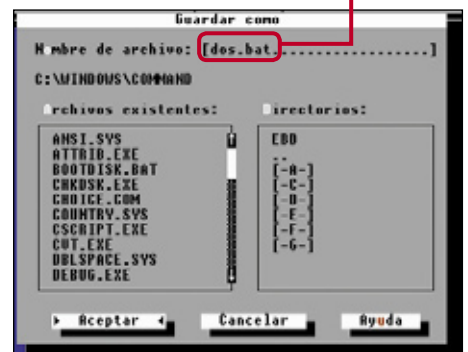 Guardar como
Nombre de archivo: [dos.bat..................]
C:\WINDOWS\COMMAND
Archivos existentes: Directorios:
ANSI.SYS
ATTRIB.EXE
BOOTDISK.BAT
CHKDSK.EXE
CHOICE.COM
COUNTRY.SYS
CSCRIPT.EXE
CVT.EXE
DBLSPACE.SYS
DEBUG.EXE
EBD
..
[-A-]
[-C-]
[-D-]
[-E-]
[-F-]
[-G-]
Aceptar Cancelar Ayuda